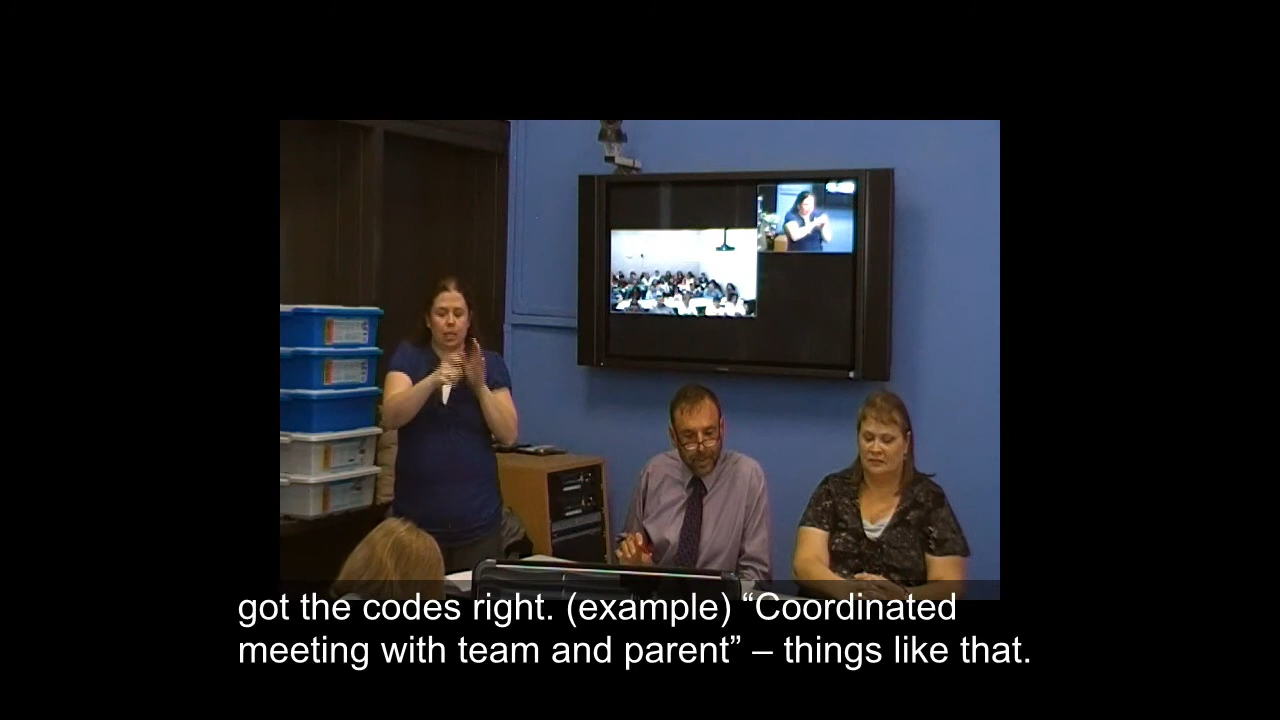 got the codes right. (example) “Coordinated
meeting with team and parent” – things like that.